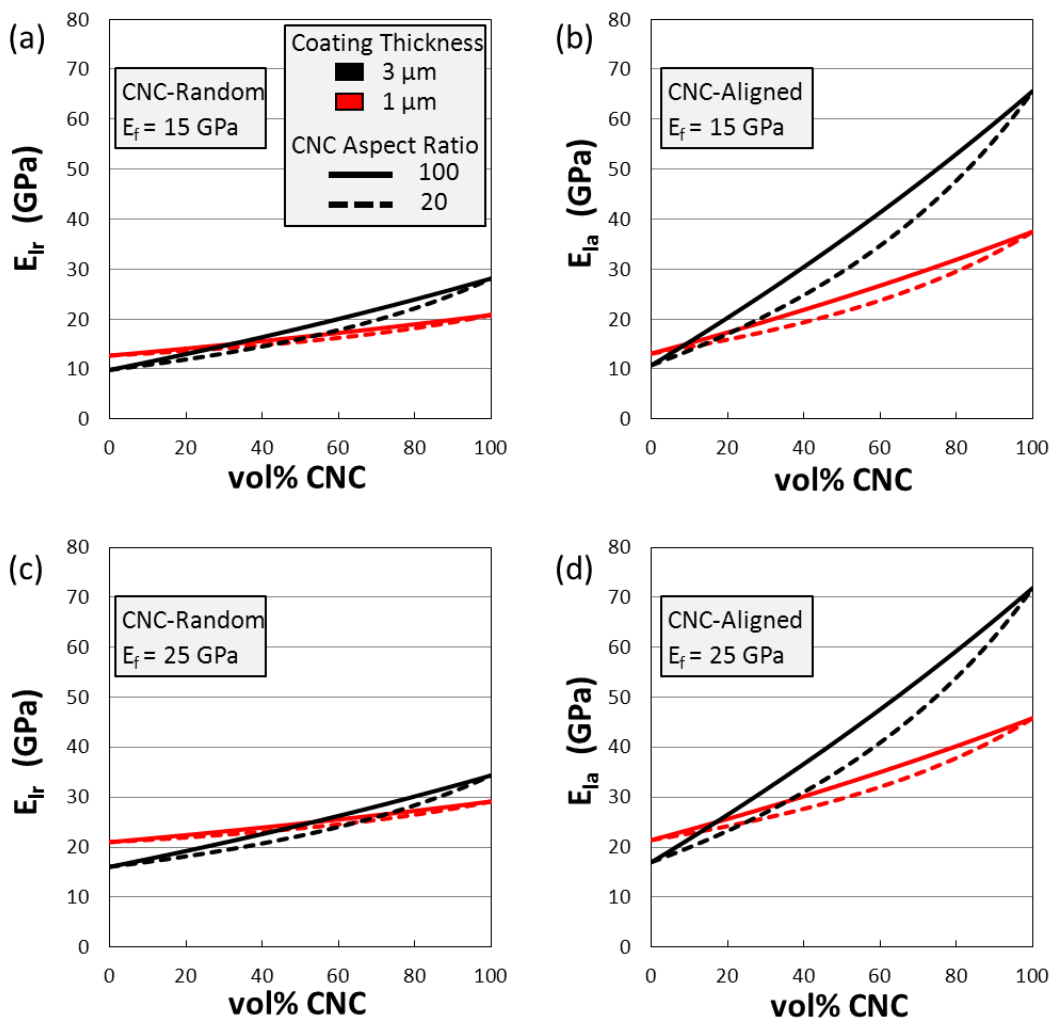 (a)
80
70
60
50
40
30
20
10
0
E_lr (GPa)
CNC-Random
E_f = 15 GPa
Coating Thickness
3 µm
1 µm
CNC Aspect Ratio
100
20
0 20 40 60 80 100
vol% CNC
(b)
80
70
60
50
40
30
20
10
0
E_la (GPa)
CNC-Aligned
E_f = 15 GPa
0 20 40 60 80 100
vol% CNC
(c)
80
70
60
50
40
30
20
10
0
E_lr (GPa)
CNC-Random
E_f = 25 GPa
0 20 40 60 80 100
vol% CNC
(d)
80
70
60
50
40
30
20
10
0
E_la (GPa)
CNC-Aligned
E_f = 25 GPa
0 20 40 60 80 100
vol% CNC